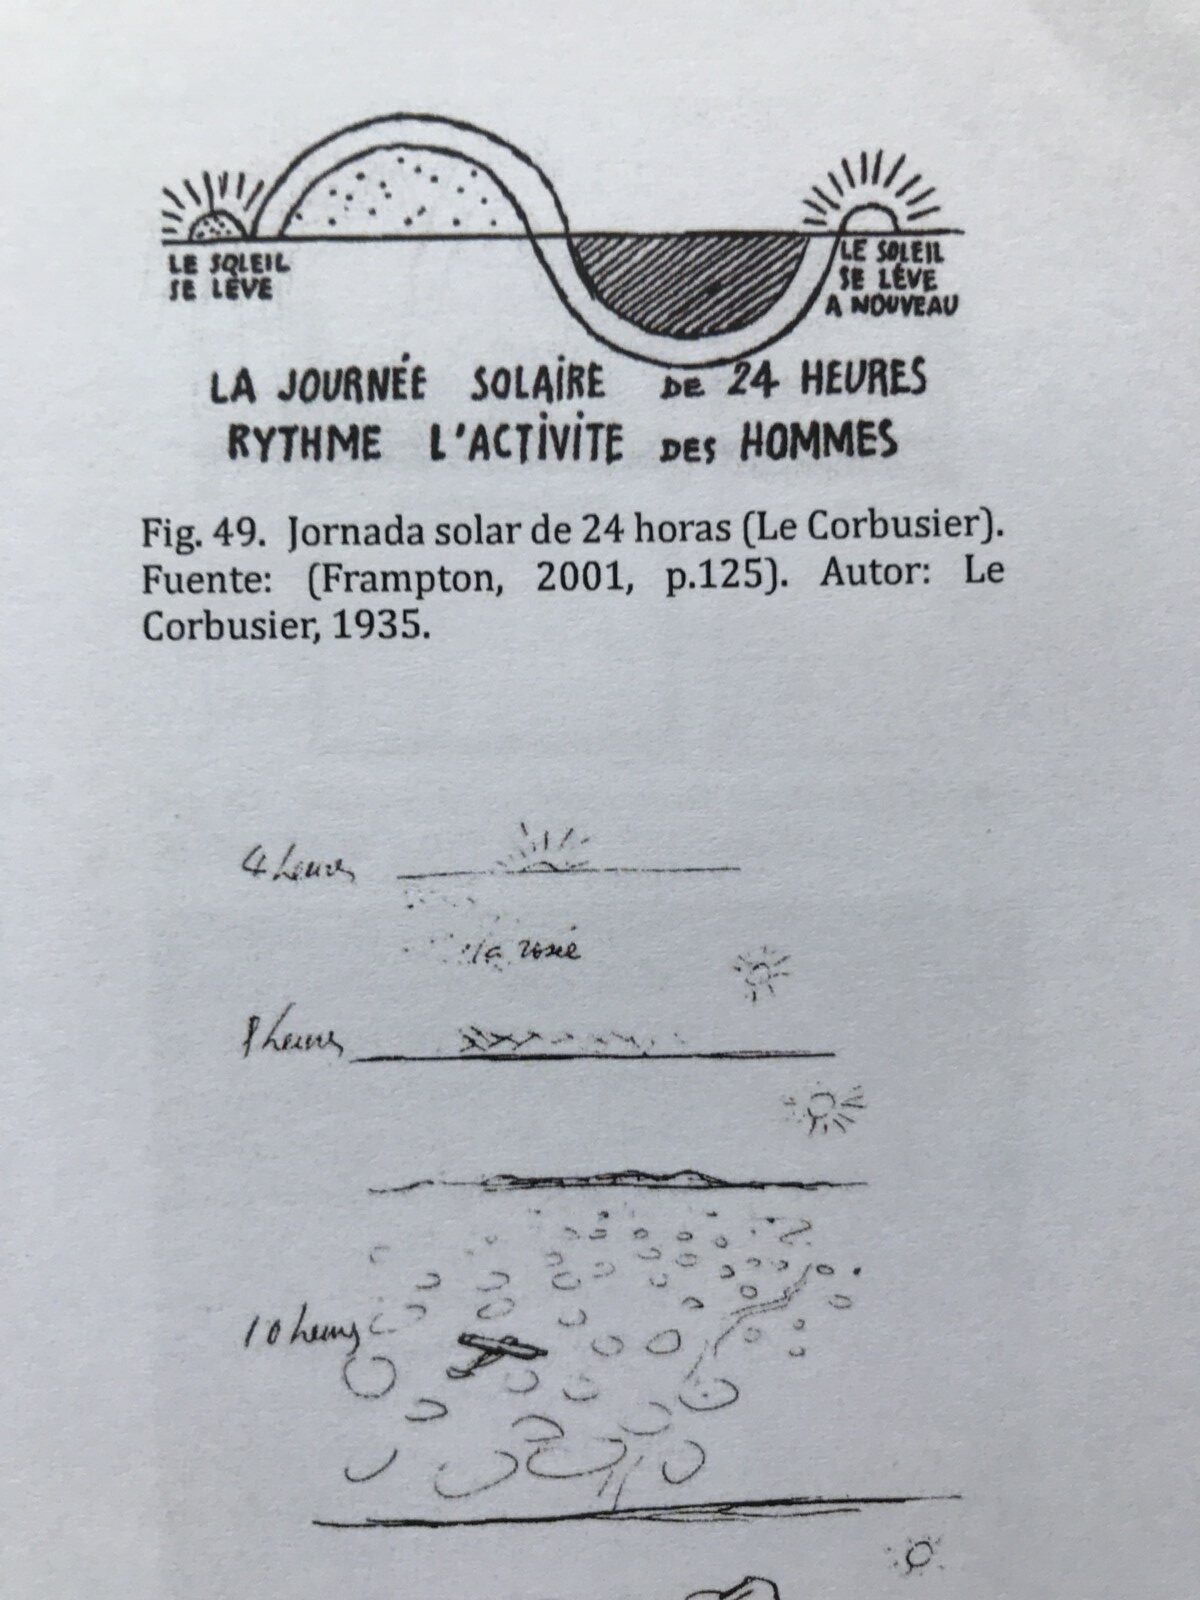 LE SOLEIL
SE LÈVE
LE SOLEIL
SE LÈVE
A NOUVEAU
LA JOURNÉE SOLAIRE DE 24 HEURES
RYTHME L'ACTIVITE DES HOMMES
Fig. 49. Jornada solar de 24 horas (Le Corbusier).
Fuente: (Frampton, 2001, p.125). Autor: Le
Corbusier, 1935.
4 heures
la rosée
8 heures
10 heures